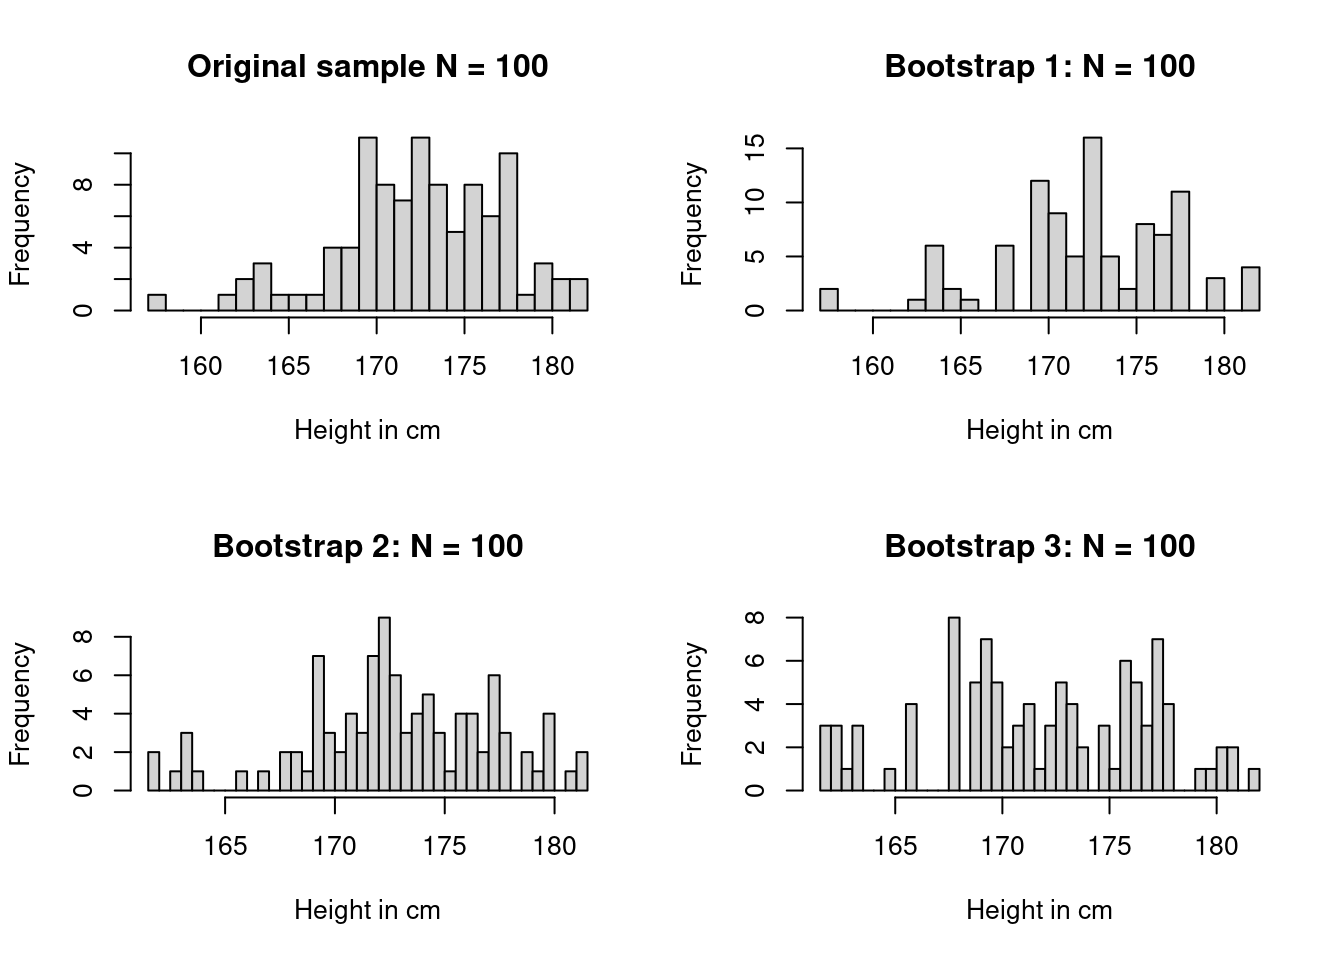 Original sample N = 100
Frequency
0 4 8
160 165 170 175 180
Height in cm
Bootstrap 1: N = 100
Frequency
0 5 10 15
160 165 170 175 180
Height in cm
Bootstrap 2: N = 100
Frequency
0 2 4 6 8
165 170 175 180
Height in cm
Bootstrap 3: N = 100
Frequency
0 2 4 6 8
165 170 175 180
Height in cm